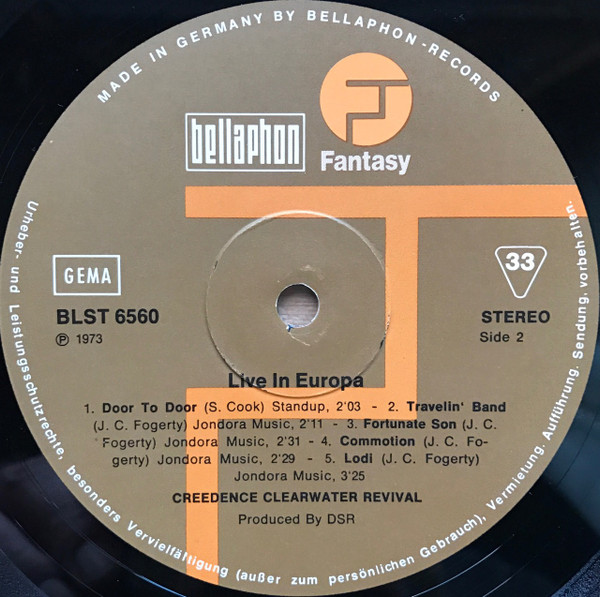 MADE IN GERMANY BY BELLAPHON-RECORDS
bellaphon
Fantasy
GEMA
33
BLST 6560
STEREO
℗ 1973
Side 2
Live In Europa
1. Door To Door (S. Cook) Standup, 2'03 - 2. Travelin' Band
(J. C. Fogerty) Jondora Music, 2'11 - 3. Fortunate Son (J. C.
Fogerty) Jondora Music, 2'31 - 4. Commotion (J. C. Fo-
gerty) Jondora Music, 2'29 - 5. Lodi (J. C. Fogerty)
Jondora Music, 3'25
CREEDENCE CLEARWATER REVIVAL
Produced By DSR
Urheber- und Leistungsschutzrechte, besonders Vervielfältigung (außer zum persönlichen Gebrauch), Vermietung. Aufführung. Sendung. vorbehalten.